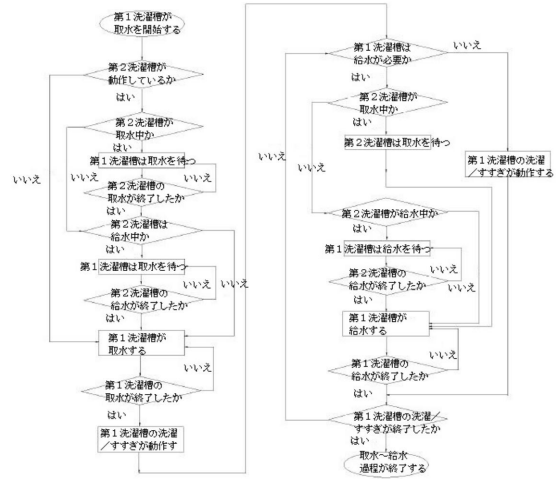 第1洗濯槽が
取水を開始する
第2洗濯槽が
動作しているか
はい
第2洗濯槽が
取水中か
はい
第1洗濯槽は取水を待つ
いいえ
いいえ
いいえ
第2洗濯槽の
取水が終了したか
はい
第2洗濯槽は
給水中か
はい
第1洗濯槽は取水を待つ
いいえ
いいえ
第2洗濯槽の
給水が終了したか
はい
第1洗濯槽が
取水する
いいえ
第1洗濯槽の
取水が終了したか
はい
第1洗濯槽の洗濯
/すすぎが動作す
第1洗濯槽は
給水が必要か
いいえ
はい
第2洗濯槽が
取水中か
はい
第2洗濯槽は取水を待つ
いいえ
いいえ
第1洗濯槽の洗濯
/すすぎが動作する
第2洗濯槽が給水中か
はい
第1洗濯槽は給水を待つ
いいえ
第2洗濯槽の
給水が終了したか
いいえ
はい
第1洗濯槽が
給水する
いいえ
第1洗濯槽の
給水が終了したか
はい
第1洗濯槽の洗濯/
すすぎが終了したか
はい
取水~給水
過程が終了する